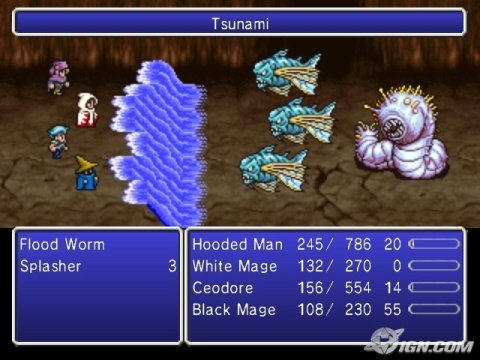 Tsunami
Flood Worm
Splasher 3
Hooded Man 245/ 786 20
White Mage 132/ 270 0
Ceodore 156/ 554 14
Black Mage 108/ 230 55
IGN.COM